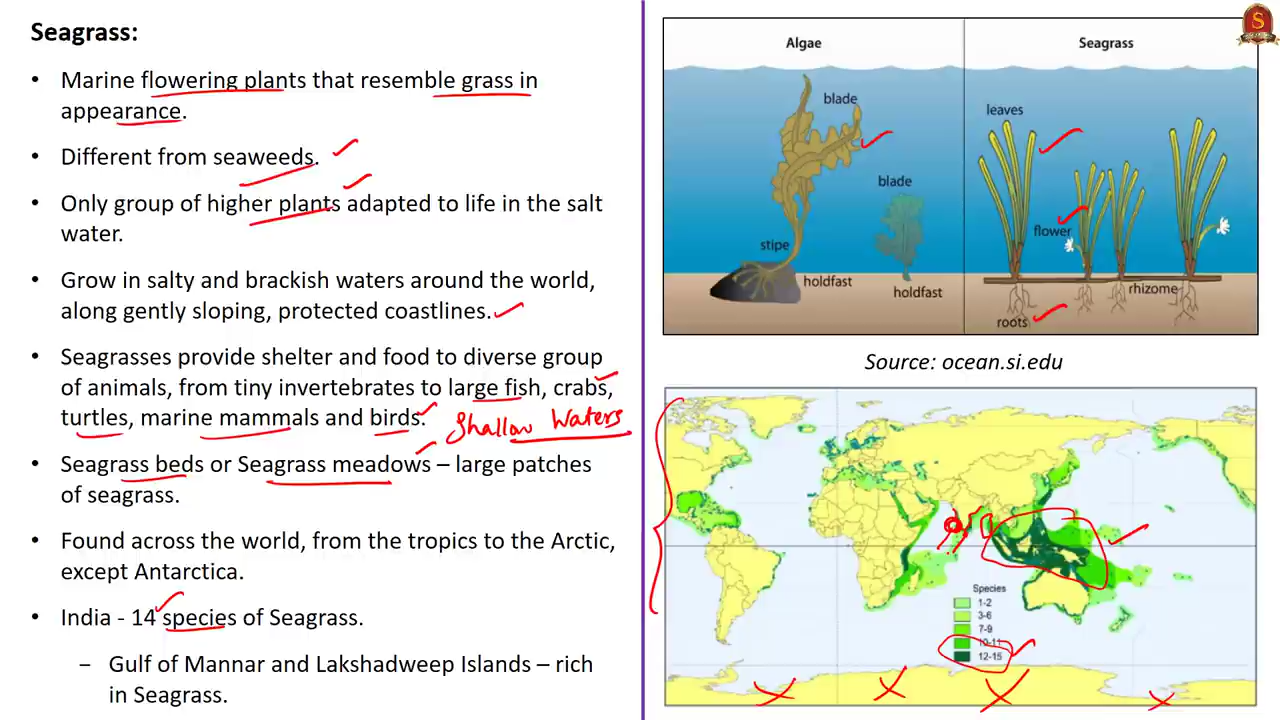 Seagrass:
• Marine flowering plants that resemble grass in
appearance.
• Different from seaweeds.
• Only group of higher plants adapted to life in the salt
water.
• Grow in salty and brackish waters around the world,
along gently sloping, protected coastlines.
• Seagrasses provide shelter and food to diverse group
of animals, from tiny invertebrates to large fish, crabs,
turtles, marine mammals and birds.
Shallow Waters
• Seagrass beds or Seagrass meadows – large patches
of seagrass.
• Found across the world, from the tropics to the Arctic,
except Antarctica.
• India - 14 species of Seagrass.
– Gulf of Mannar and Lakshadweep Islands – rich
in Seagrass.
Algae
blade
blade
stipe
holdfast
holdfast
Seagrass
leaves
flower
rhizome
roots
S
Source: ocean.si.edu
Species
1-2
3-6
7-9
10-11
12-15